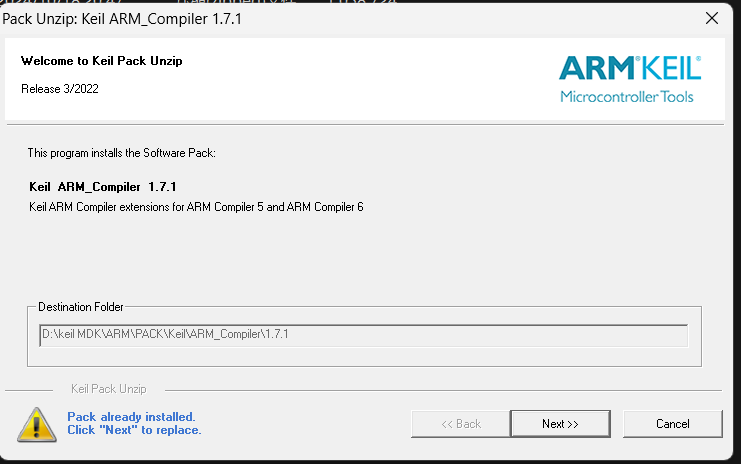 Pack Unzip: Keil ARM_Compiler 1.7.1
Welcome to Keil Pack Unzip
Release 3/2022
ARM®KEIL®
Microcontroller Tools
This program installs the Software Pack:
Keil ARM_Compiler 1.7.1
Keil ARM Compiler extensions for ARM Compiler 5 and ARM Compiler 6
Destination Folder
D:\keil MDK\ARM\PACK\Keil\ARM_Compiler\1.7.1
Keil Pack Unzip
Pack already installed.
Click "Next" to replace.
<< Back
Next >>
Cancel